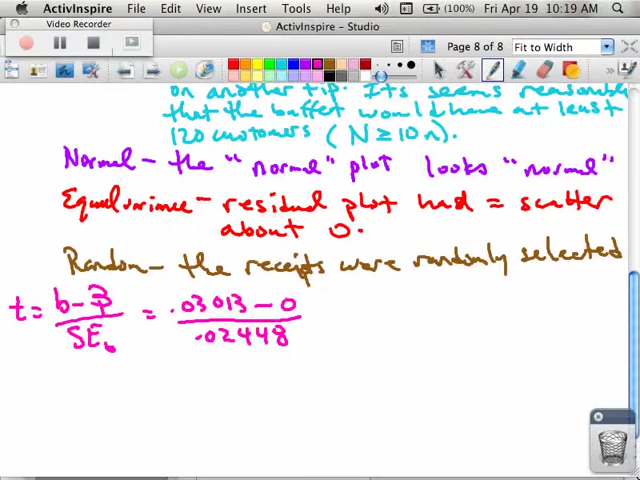 ActivInspire File Edit View Insert Tools Help (100%) Fri Apr 19 10:19 AM
Video Recorder
ActivInspire - Studio
Page 8 of 8 Fit to Width
on another tip. It's seems reasonabl
that the buffet would have at least
120 customers (N ≥ 10n).
Normal - the "normal" plot looks "normal"
Equal variance - residual plot had = scatter
about 0.
Random - the receipts were randomly selected
t = b - β / SE_b = .03013 - 0 / .02448